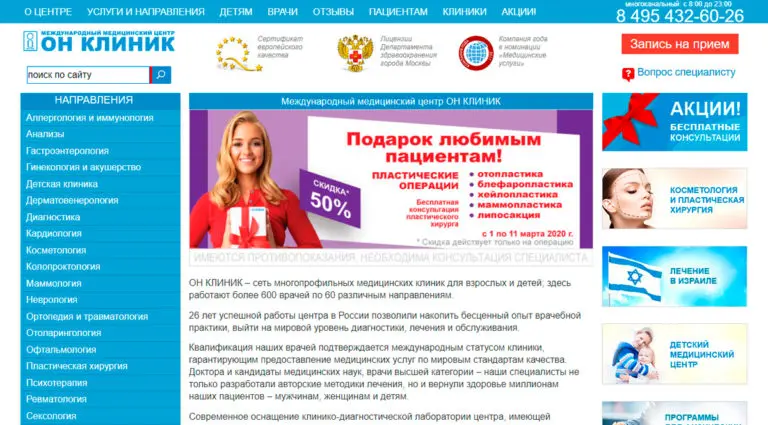 О ЦЕНТРЕ УСЛУГИ И НАПРАВЛЕНИЯ ДЕТЯМ ВРАЧИ ОТЗЫВЫ ПАЦИЕНТАМ КЛИНИКИ АКЦИИ!
многоканальный с 8:00 до 23:00
8 495 432-60-26
МЕЖДУНАРОДНЫЙ МЕДИЦИНСКИЙ ЦЕНТР
ОН КЛИНИК
поиск по сайту
Сертификат
европейского
качества
Лицензии
Департамента
здравоохранения
города Москвы
Компания года
в номинации
«Медицинские
услуги»
Запись на прием
Вопрос специалисту
НАПРАВЛЕНИЯ
Аллергология и иммунология
Анализы
Гастроэнтерология
Гинекология и акушерство
Детская клиника
Дерматовенерология
Диагностика
Кардиология
Косметология
Колопроктология
Маммология
Неврология
Ортопедия и травматология
Отоларингология
Офтальмология
Пластическая хирургия
Психотерапия
Ревматология
Сексология
Международный медицинский центр ОН КЛИНИК
Подарок любимым
пациентам!
СКИДКА*
50%
ПЛАСТИЧЕСКИЕ
ОПЕРАЦИИ
Бесплатная
консультация
пластического
хирурга
• отопластика
• блефаропластика
• хейлопластика
• маммопластика
• липосакция
с 1 по 11 марта 2020 г.
* Скидка действует только на операцию
ИМЕЮТСЯ ПРОТИВОПОКАЗАНИЯ. НЕОБХОДИМА КОНСУЛЬТАЦИЯ СПЕЦИАЛИСТА
ОН КЛИНИК – сеть многопрофильных медицинских клиник для взрослых и детей; здесь
работают более 600 врачей по 60 различным направлениям.
26 лет успешной работы центра в России позволили накопить бесценный опыт врачебной
практики, выйти на мировой уровень диагностики, лечения и обслуживания.
Квалификация наших врачей подтверждается международным статусом клиники,
гарантирующим предоставление медицинских услуг по мировым стандартам качества.
Доктора и кандидаты медицинских наук, врачи высшей категории – наши специалисты не
только разработали авторские методики лечения, но и вернули здоровье миллионам
наших пациентов – мужчинам, женщинам и детям.
Современное оснащение клинико-диагностической лаборатории центра, имеющей
АКЦИИ!
БЕСПЛАТНЫЕ
КОНСУЛЬТАЦИИ
КОСМЕТОЛОГИЯ
И ПЛАСТИЧЕСКАЯ
ХИРУРГИЯ
ЛЕЧЕНИЕ
В ИЗРАИЛЕ
ДЕТСКИЙ
МЕДИЦИНСКИЙ
ЦЕНТР
ПРОГРАММЫ